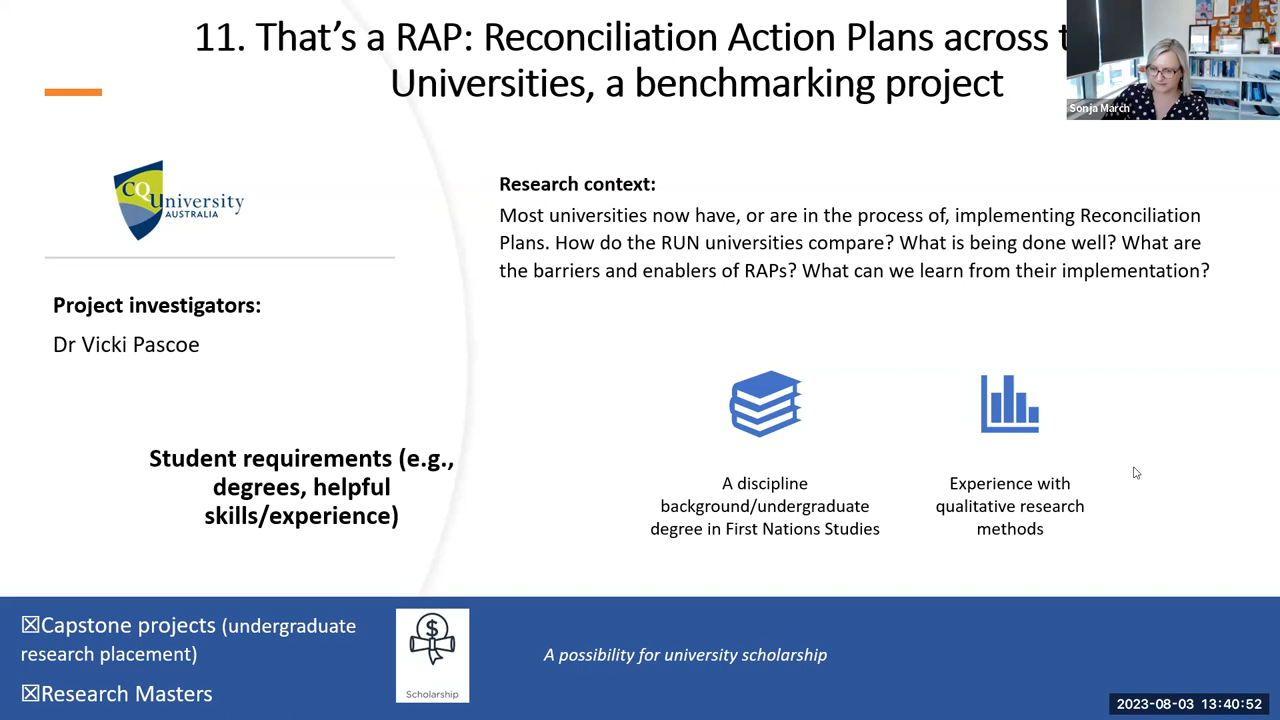 11. That's a RAP: Reconciliation Action Plans across
Universities, a benchmarking project
Sonja March
CQUniversity
AUSTRALIA
Research context:
Most universities now have, or are in the process of, implementing Reconciliation
Plans. How do the RUN universities compare? What is being done well? What are
the barriers and enablers of RAPs? What can we learn from their implementation?
Project investigators:
Dr Vicki Pascoe
Student requirements (e.g.,
degrees, helpful
skills/experience)
A discipline
background/undergraduate
degree in First Nations Studies
Experience with
qualitative research
methods
☒Capstone projects (undergraduate
research placement)
☒Research Masters
$
Scholarship
A possibility for university scholarship
2023-08-03 13:40:52